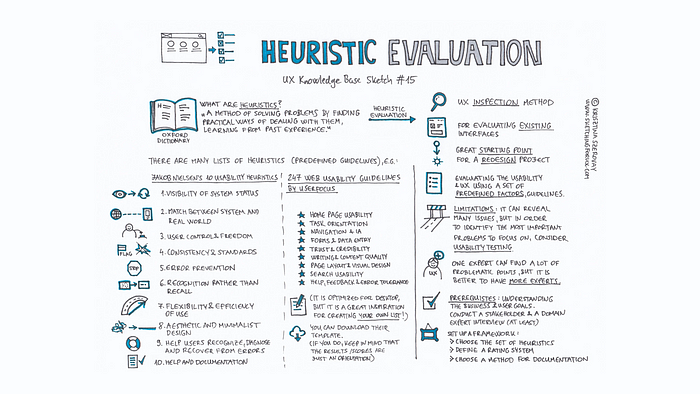 HEURISTIC EVALUATION
UX Knowledge Base Sketch #15
WHAT ARE HEURISTICS?
"A METHOD OF SOLVING PROBLEMS BY FINDING
PRACTICAL WAYS OF DEALING WITH THEM,
LEARNING FROM PAST EXPERIENCE."
OXFORD
DICTIONARY
HEURISTIC
EVALUATION
THERE ARE MANY LISTS OF HEURISTICS (PREDEFINED GUIDELINES), E.G.:
JAKOB NIELSEN'S 10 USABILITY HEURISTICS
1. VISIBILITY OF SYSTEM STATUS
2. MATCH BETWEEN SYSTEM AND
REAL WORLD
3. USER CONTROL & FREEDOM
FLAG
4. CONSISTENCY & STANDARDS
STOP
5. ERROR PREVENTION
6. RECOGNITION RATHER THAN
RECALL
7. FLEXIBILITY & EFFICIENCY
OF USE
8. AESTHETIC AND MINIMALIST
DESIGN
9. HELP USERS RECOGNIZE, DIAGNOSE
AND RECOVER FROM ERRORS
10. HELP AND DOCUMENTATION
247 WEB USABILITY GUIDELINES
BY USERFOCUS
HOME PAGE USABILITY
TASK ORIENTATION
NAVIGATION & IA
FORMS & DATA ENTRY
TRUST & CREDIBILITY
WRITING & CONTENT QUALITY
PAGE LAYOUT & VISUAL DESIGN
SEARCH USABILITY
HELP, FEEDBACK & ERROR TOLERANCE
(IT IS OPTIMIZED FOR DESKTOP,
BUT IT IS A GREAT INSPIRATION
FOR CREATING YOUR OWN LIST!)
YOU CAN DOWNLOAD THEIR
TEMPLATE.
(IF YOU DO, KEEP IN MIND THAT
THE RESULTS/SCORES ARE
JUST AN ORIENTATION)
UX INSPECTION METHOD
FOR EVALUATING EXISTING
INTERFACES
GREAT STARTING POINT
FOR A REDESIGN PROJECT
EVALUATING THE USABILITY
& UX USING A SET OF
PREDEFINED FACTORS, GUIDELINES.
LIMITATIONS: IT CAN REVEAL
MANY ISSUES, BUT IN ORDER
TO IDENTIFY THE MOST IMPORTANT
PROBLEMS TO FOCUS ON, CONSIDER
USABILITY TESTING
UX
ONE EXPERT CAN FIND A LOT OF
PROBLEMATIC POINTS, BUT IT IS
BETTER TO HAVE MORE EXPERTS.
PREREQUISITES: UNDERSTANDING
THE BUSINESS & USER GOALS.
CONDUCT A STAKEHOLDER & A DOMAIN
EXPERT INTERVIEW (AT LEAST)
SET UP A FRAMEWORK:
> CHOOSE THE SET OF HEURISTICS
> DEFINE A RATING SYSTEM
> CHOOSE A METHOD FOR DOCUMENTATION
© KRISZTINA SZEROVAY
WWW.SKETCHINGFORUX.COM